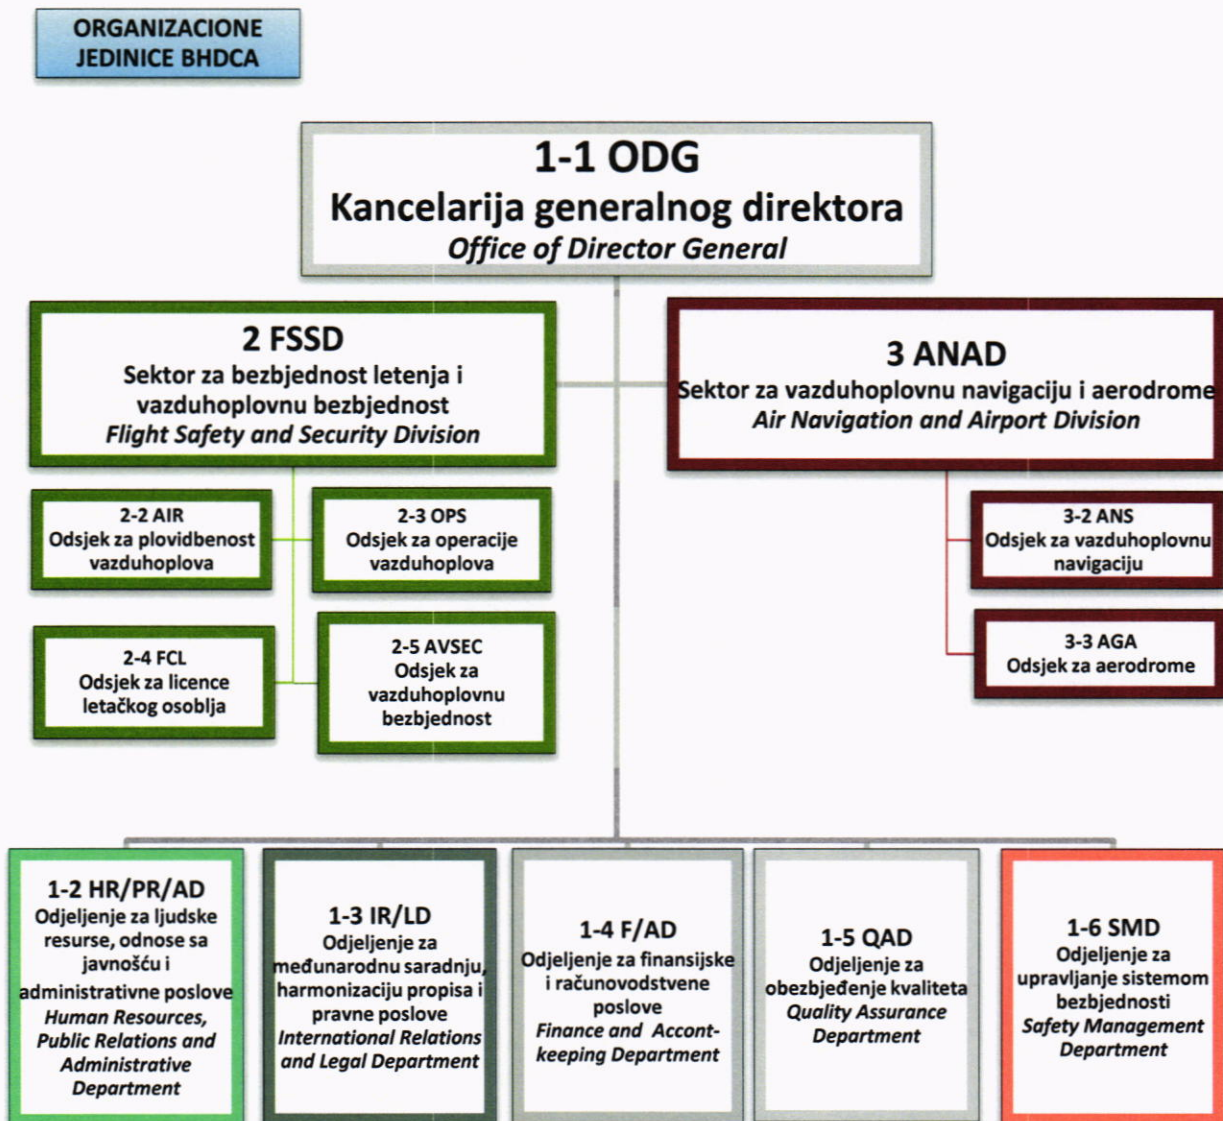 ORGANIZACIONE
JEDINICE BHDCA
1-1 ODG
Kancelarija generalnog direktora
Office of Director General
2 FSSD
Sektor za bezbjednost letenja i
vazduhoplovnu bezbjednost
Flight Safety and Security Division
3 ANAD
Sektor za vazduhoplovnu navigaciju i aerodrome
Air Navigation and Airport Division
2-2 AIR
Odsjek za plovidbenost
vazduhoplova
2-3 OPS
Odsjek za operacije
vazduhoplova
3-2 ANS
Odsjek za vazduhoplovnu
navigaciju
2-4 FCL
Odsjek za licence
letačkog osoblja
2-5 AVSEC
Odsjek za
vazduhoplovnu
bezbjednost
3-3 AGA
Odsjek za aerodrome
1-2 HR/PR/AD
Odjeljenje za ljudske
resurse, odnose sa
javnošću i
administrativne poslove
Human Resources,
Public Relations and
Administrative
Department
1-3 IR/LD
Odjeljenje za
međunarodnu saradnju,
harmonizaciju propisa i
pravne poslove
International Relations
and Legal Department
1-4 F/AD
Odjeljenje za finansijske
i računovodstvene
poslove
Finance and Accont-
keeping Department
1-5 QAD
Odjeljenje za
obezbjeđenje kvaliteta
Quality Assurance
Department
1-6 SMD
Odjeljenje za
upravljanje sistemom
bezbjednosti
Safety Management
Department